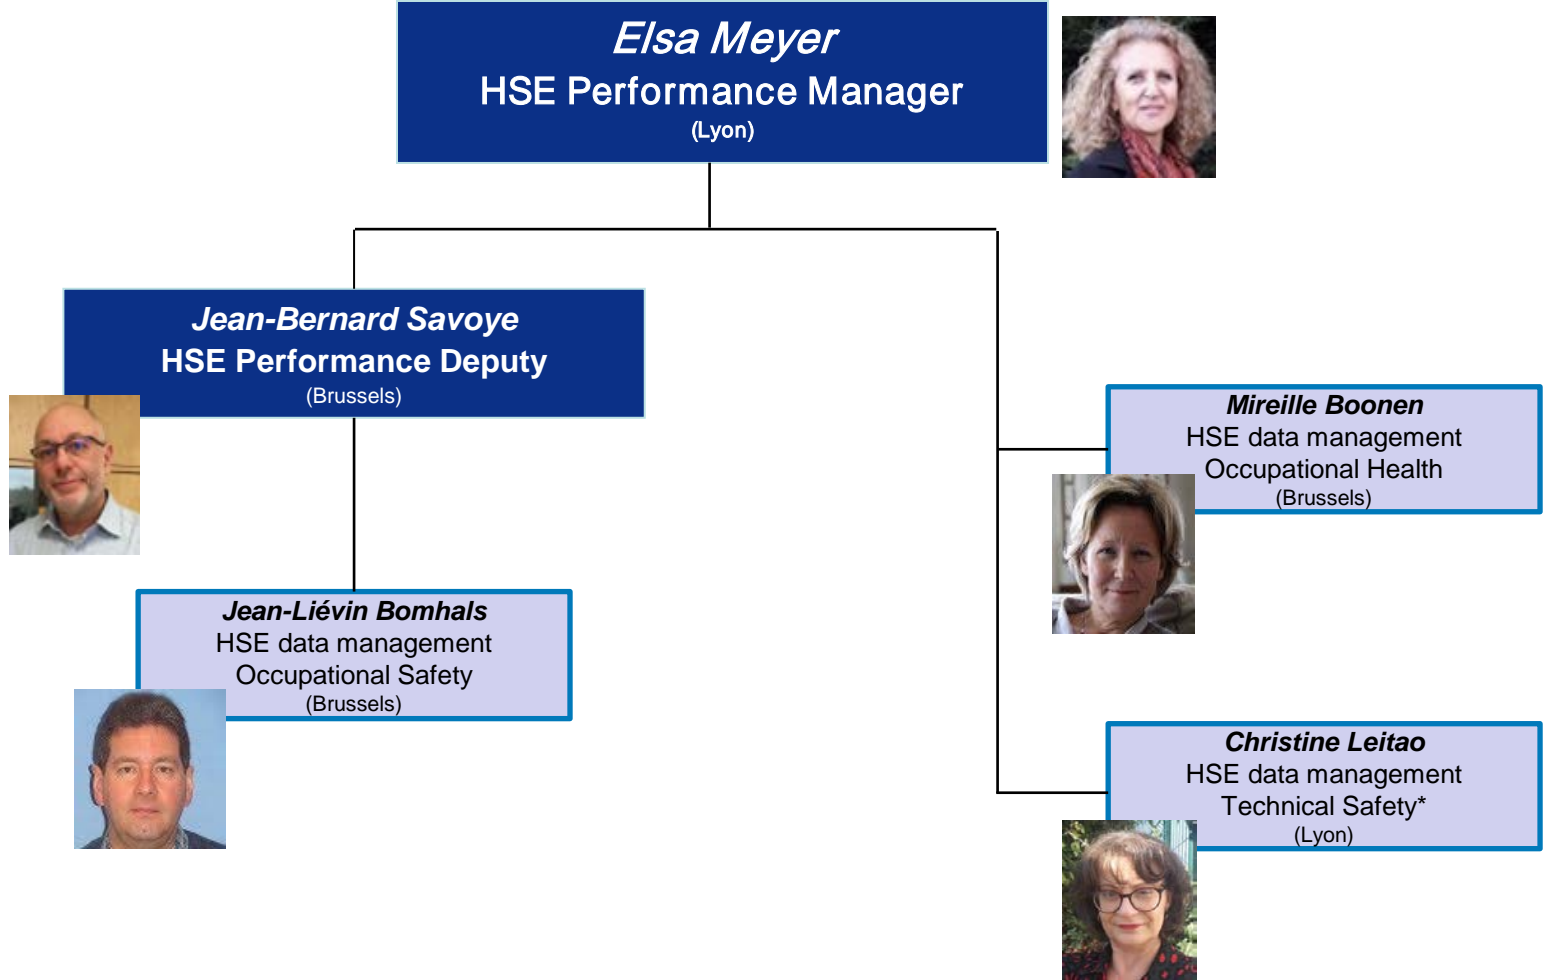 Elsa Meyer
HSE Performance Manager
(Lyon)
Jean-Bernard Savoye
HSE Performance Deputy
(Brussels)
Mireille Boonen
HSE data management
Occupational Health
(Brussels)
Jean-Liévin Bomhals
HSE data management
Occupational Safety
(Brussels)
Christine Leitao
HSE data management
Technical Safety*
(Lyon)